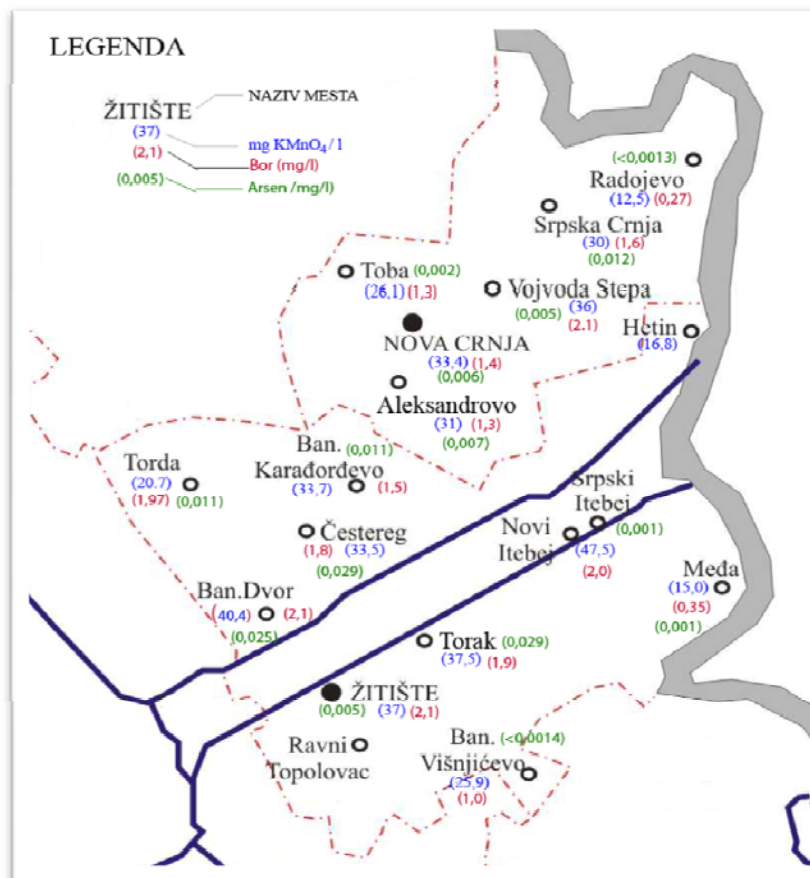 LEGENDA
ŽITIŠTE
NAZIV MESTA
(37)
mg KMnO4/l
(2,1)
Bor (mg/l)
(0,005)
Arsen /mg/l)
(<0,0013)
Radojevo
(12,5) (0,27)
Srpska Crnja
(30) (1,6)
(0,012)
Toba (0,002)
(26,1) (1,3)
Vojvoda Stepa
(0,005) (36)
(2.1)
Hetin
(16,8)
NOVA CRNJA
(33,4) (1,4)
(0,006)
Aleksandrovo
(31) (1,3)
(0,007)
Ban. (0,011)
Karađorđevo
(33,7) (1,5)
Torda
(20.7)
(1,97) (0,011)
Čestereg
(1,8) (33,5)
(0,029)
Srpski
Itebej
(0,001)
Novi
Itebej
(47,5)
(2,0)
Međa
(15,0)
(0,35)
(0,001)
Ban.Dvor
(40,4) (2,1)
(0,025)
Torak (0,029)
(37,5) (1,9)
ŽITIŠTE
(0,005) (37) (2,1)
Ravni
Topolovac
Ban. (<0,0014)
Višnjićevo
(25,9)
(1,0)